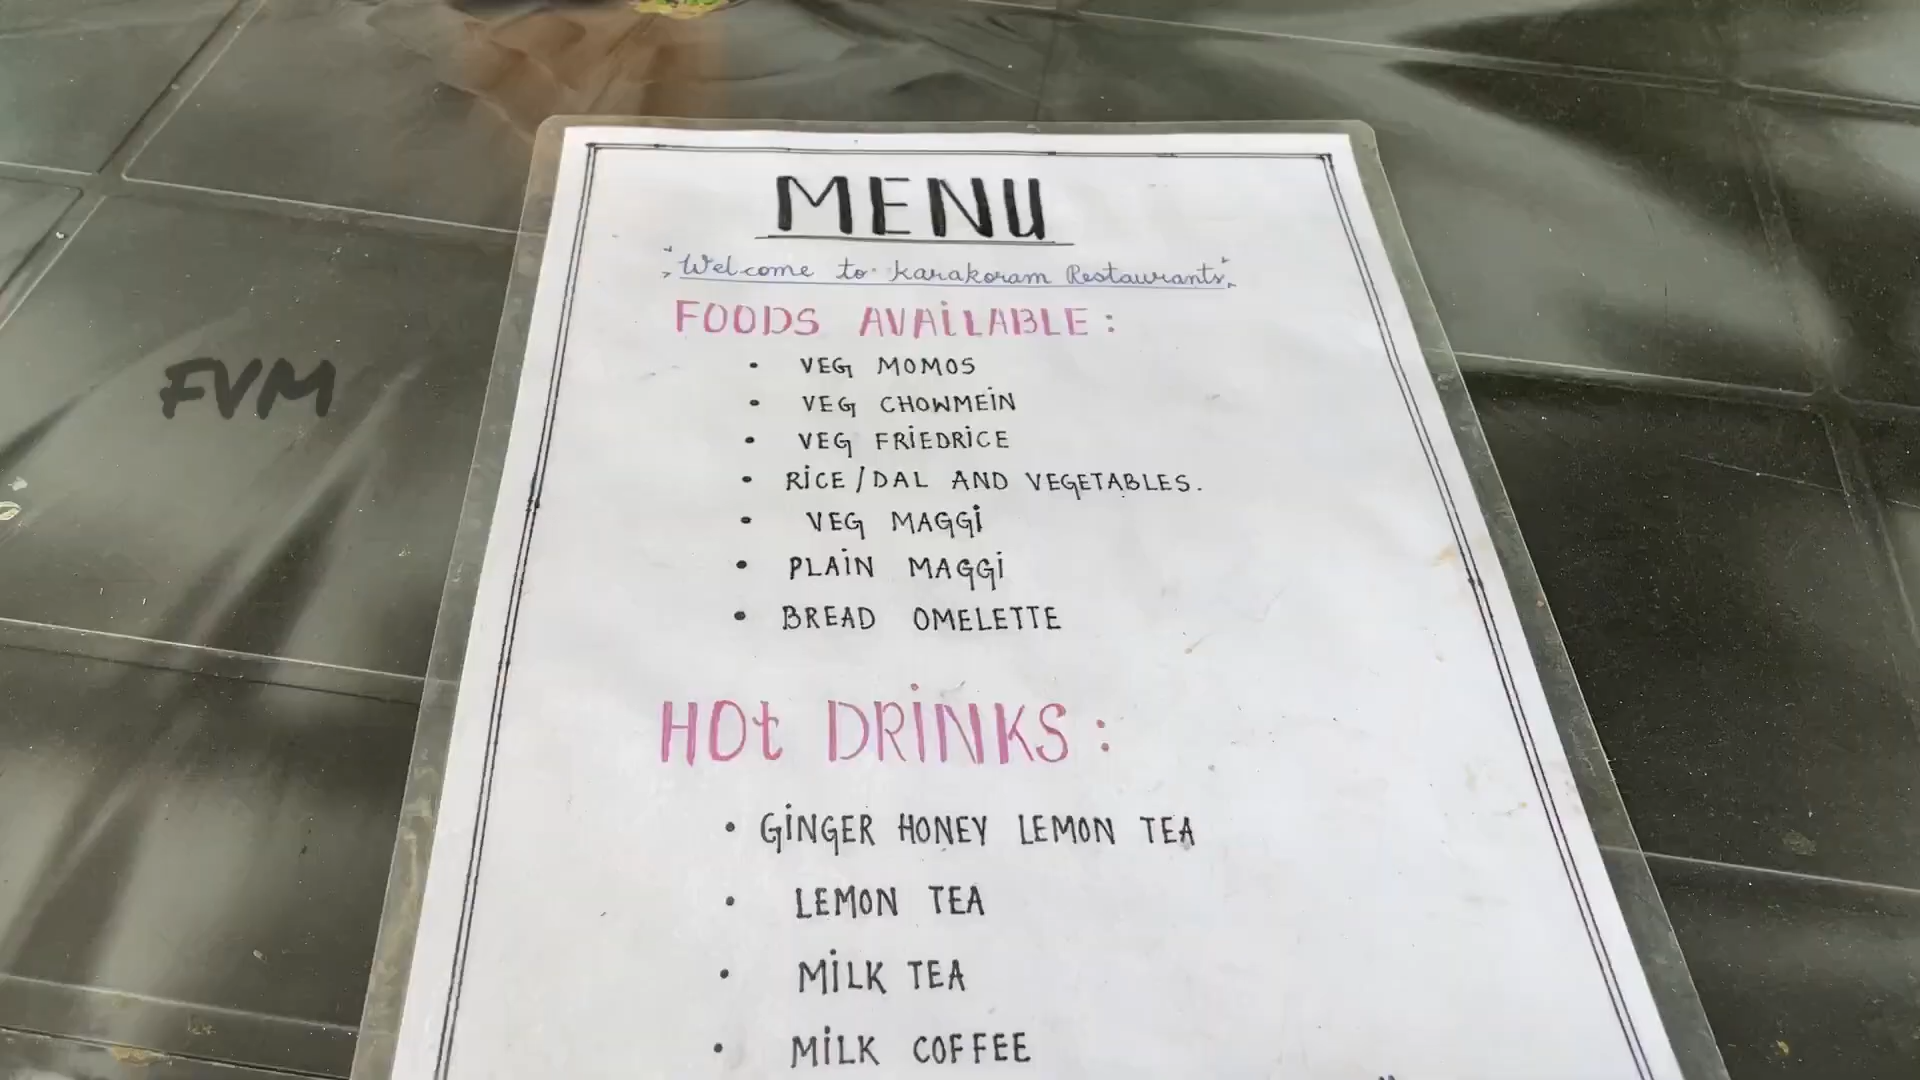 MENU
"Welcome to Karakoram Restaurants"
FOODS AVAILABLE:
• VEG MOMOS
• VEG CHOWMEIN
• VEG FRIEDRICE
• RICE/DAL AND VEGETABLES.
• VEG MAGGI
• PLAIN MAGGI
• BREAD OMELETTE
HOt DRINKS:
• GINGER HONEY LEMON TEA
• LEMON TEA
• MILK TEA
• MILK COFFEE
FVM